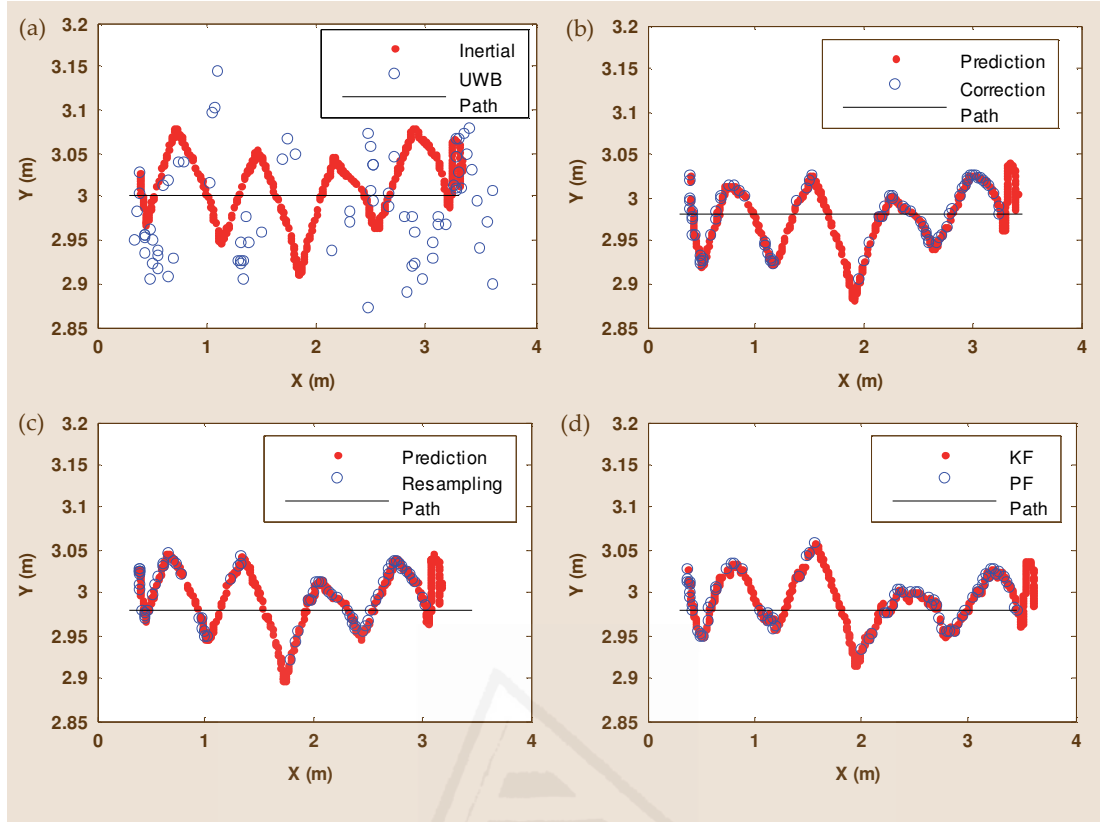 (a)
3.2
3.15
3.1
3.05
3
2.95
2.9
2.85
Y (m)
0 1 2 3 4
X (m)
Inertial
UWB
Path
(b)
3.2
3.15
3.1
3.05
3
2.95
2.9
2.85
Y (m)
0 1 2 3 4
X (m)
Prediction
Correction
Path
(c)
3.2
3.15
3.1
3.05
3
2.95
2.9
2.85
Y (m)
0 1 2 3 4
X (m)
Prediction
Resampling
Path
(d)
3.2
3.15
3.1
3.05
3
2.95
2.9
2.85
Y (m)
0 1 2 3 4
X (m)
KF
PF
Path